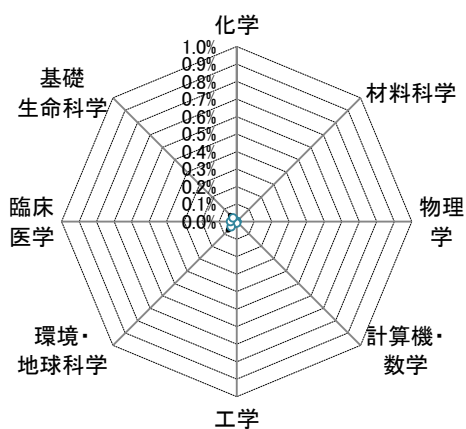 化学
1.0%
0.9%
0.8%
0.7%
0.6%
0.5%
0.4%
0.3%
0.2%
0.1%
0.0%
材料科学
物理
学
計算機・
数学
工学
環境・
地球科学
臨床
医学
基礎
生命科学